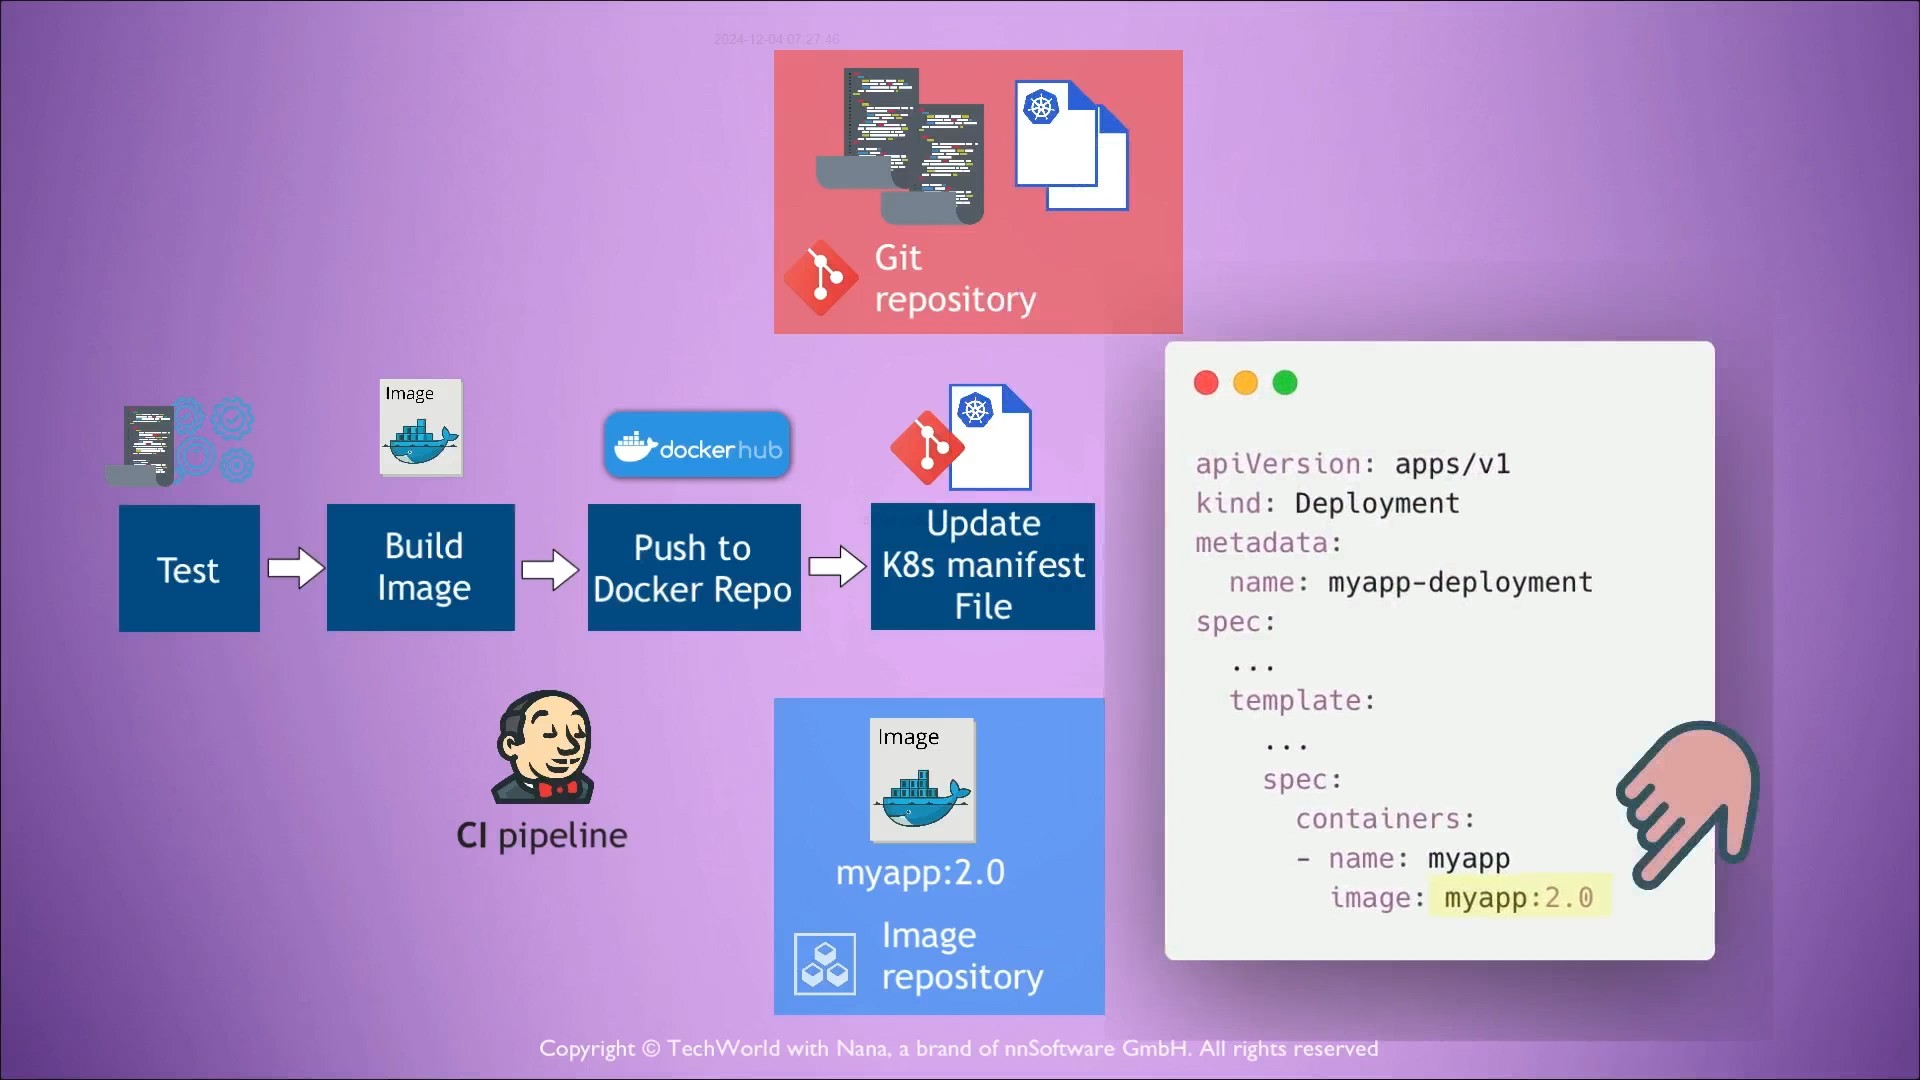 2024-12-04 07:27:46
Git
repository
Image
dockerhub
Test
Build
Image
Push to
Docker Repo
Update
K8s manifest
File
CI pipeline
Image
myapp:2.0
Image
repository
apiVersion: apps/v1
kind: Deployment
metadata:
  name: myapp-deployment
spec:
  ...
  template:
    ...
    spec:
      containers:
      - name: myapp
        image: myapp:2.0
Copyright © TechWorld with Nana, a brand of nnSoftware GmbH. All rights reserved